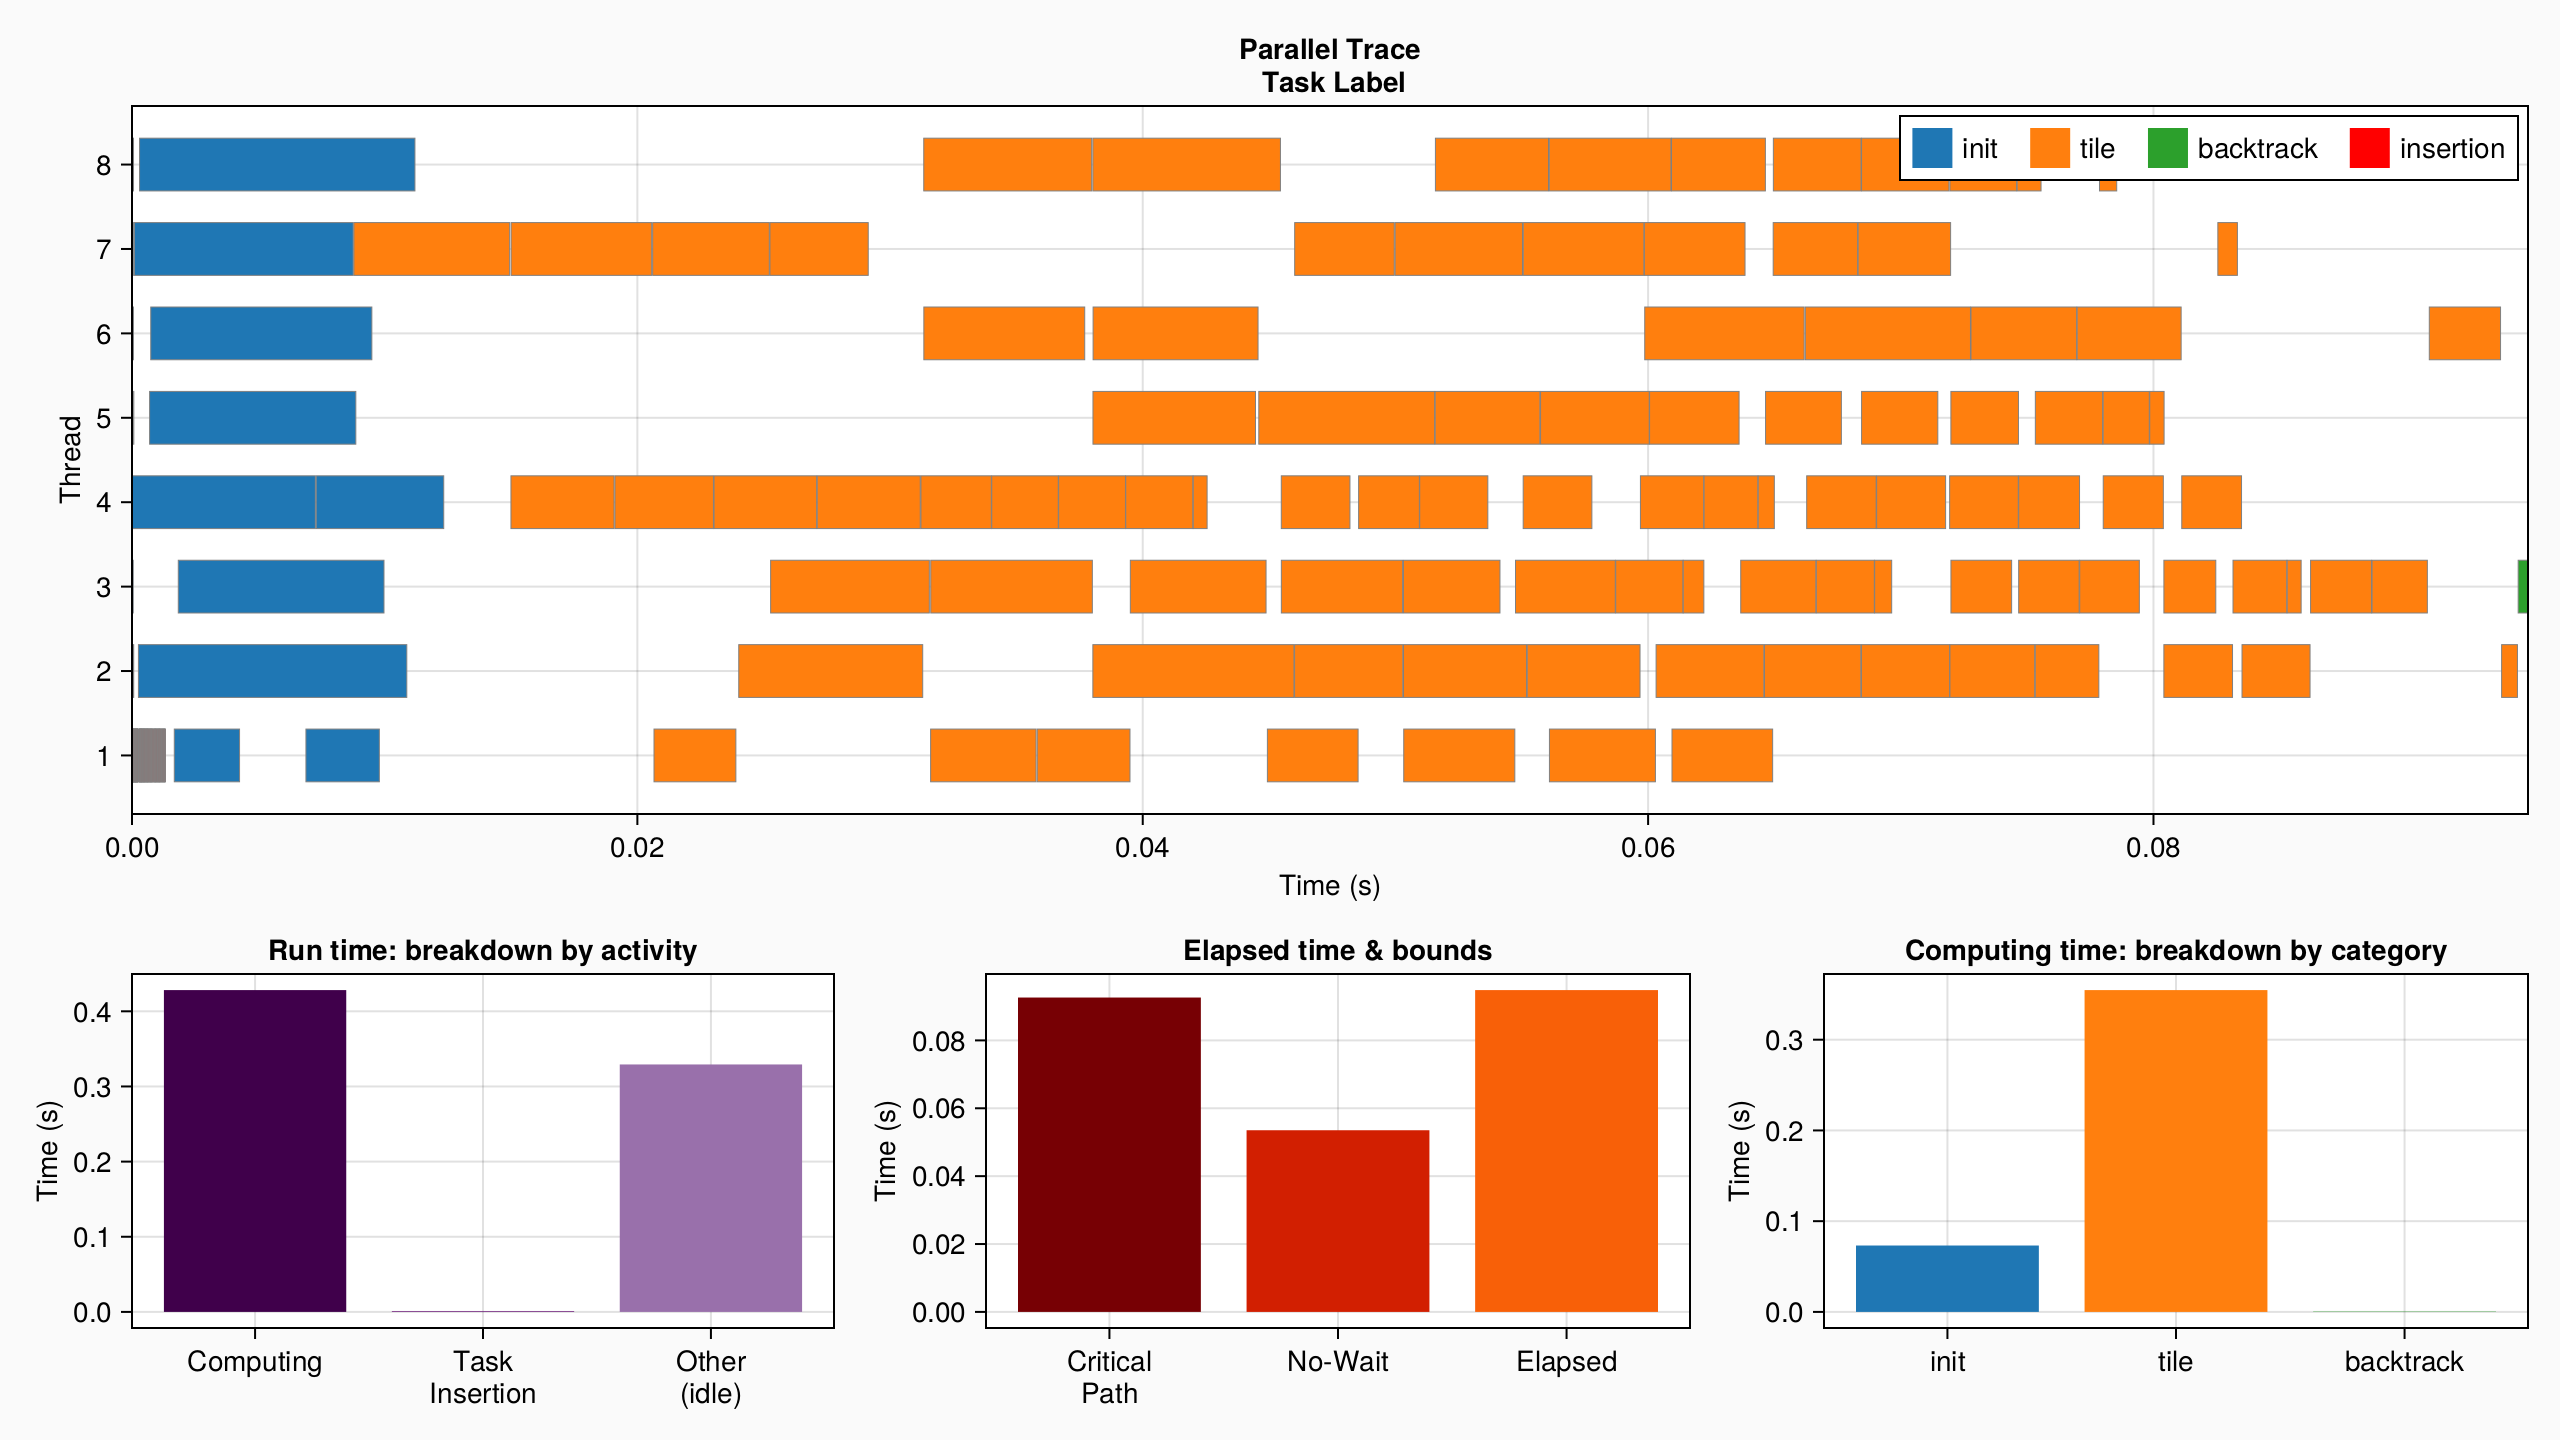 Parallel Trace
Task Label
init tile backtrack insertion
8
7
6
5
4
3
2
1
Thread
0.00 0.02 0.04 0.06 0.08
Time (s)
Run time: breakdown by activity
0.4
0.3
0.2
0.1
0.0
Time (s)
Computing Task Other
Insertion (idle)
Elapsed time & bounds
0.08
0.06
0.04
0.02
0.00
Time (s)
Critical No-Wait Elapsed
Path
Computing time: breakdown by category
0.3
0.2
0.1
0.0
Time (s)
init tile backtrack